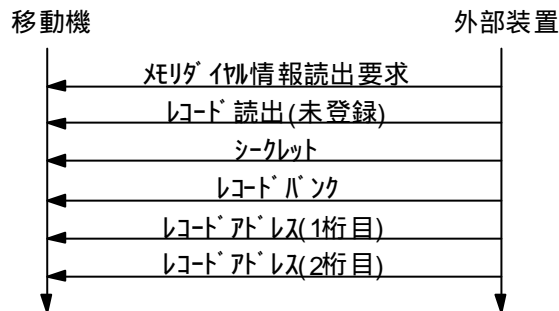 移動機 外部装置
ﾒﾓﾘﾀﾞｲﾔﾙ情報読出要求
ﾚｺｰﾄﾞ読出(未登録)
ｼｰｸﾚｯﾄ
ﾚｺｰﾄﾞﾊﾞﾝｸ
ﾚｺｰﾄﾞｱﾄﾞﾚｽ(1桁目)
ﾚｺｰﾄﾞｱﾄﾞﾚｽ(2桁目)